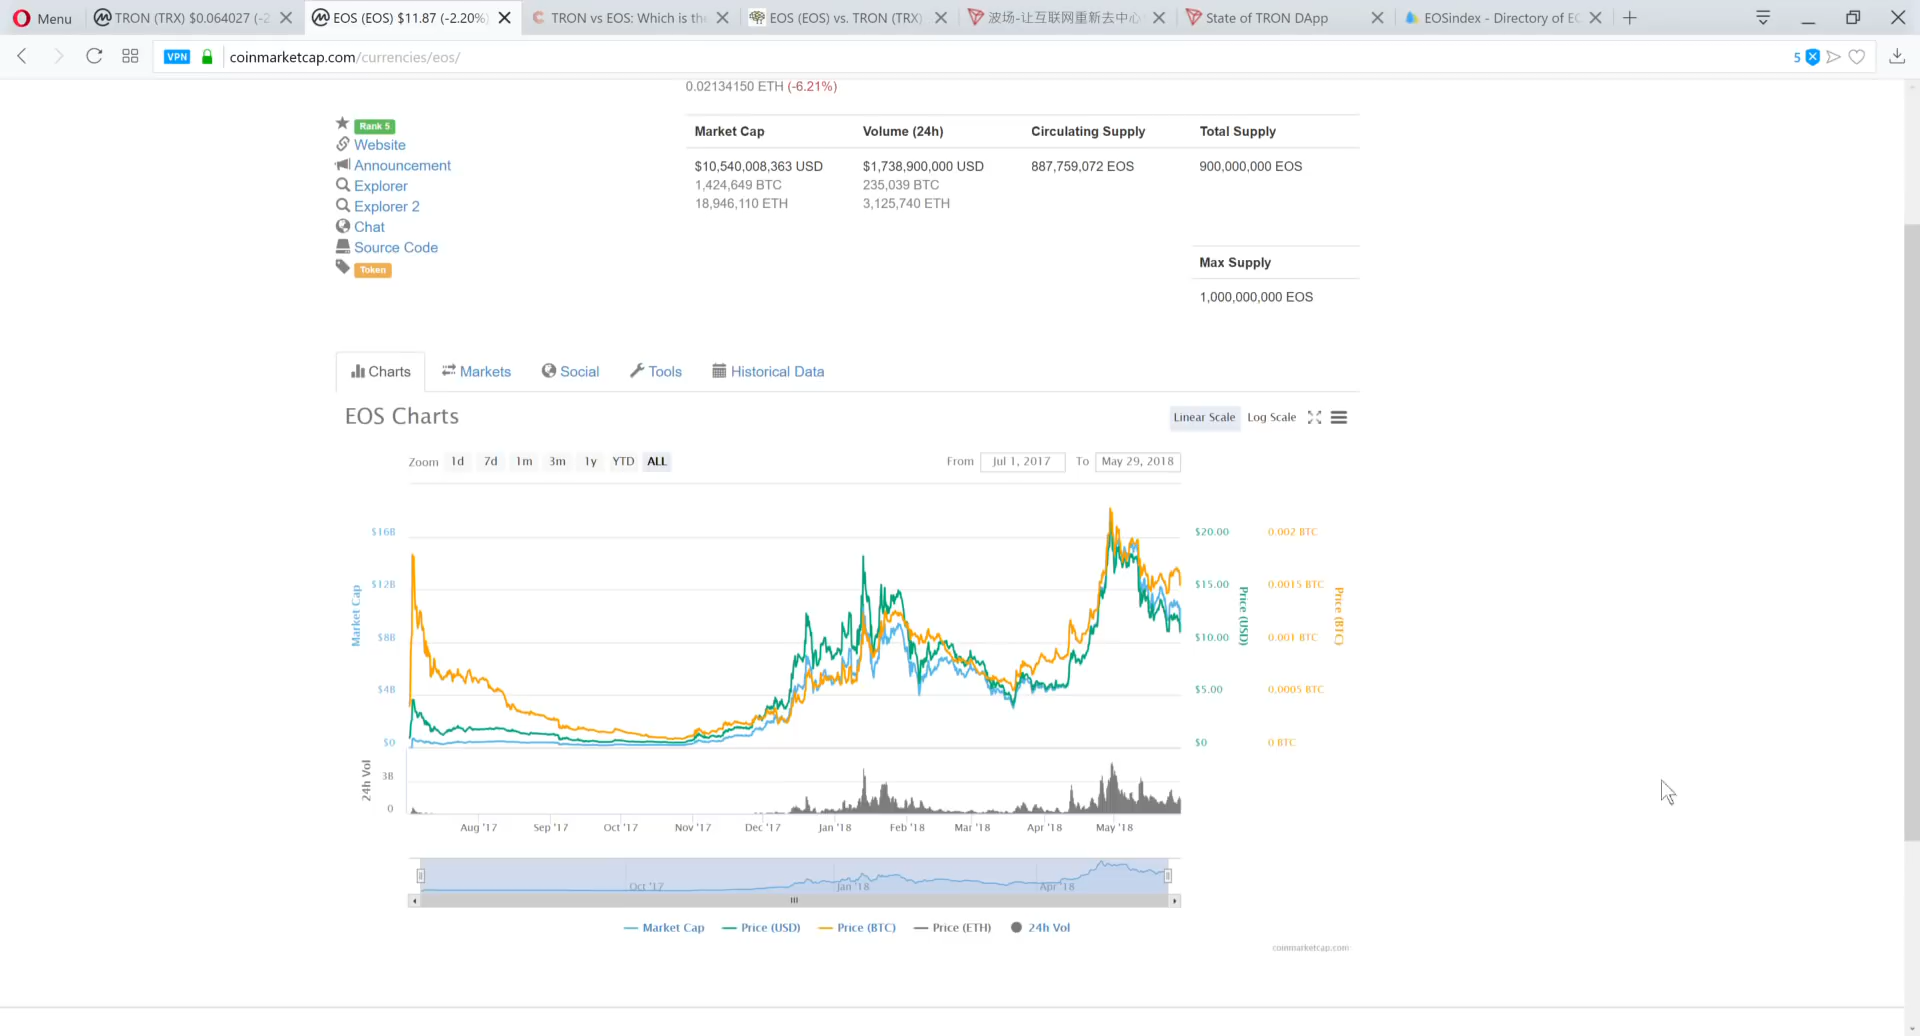 Menu
TRON (TRX) $0.064027 (-2
EOS (EOS) $11.87 (-2.20%)
TRON vs EOS: Which is the
EOS (EOS) vs. TRON (TRX)
波场-让互联网重新去中心
State of TRON DApp
EOSindex - Directory of EO
VPN
coinmarketcap.com/currencies/eos/
5
0.02134150 ETH (-6.21%)
Rank 5
Website
Announcement
Explorer
Explorer 2
Chat
Source Code
Token
Market Cap Volume (24h) Circulating Supply Total Supply
$10,540,008,363 USD $1,738,900,000 USD 887,759,072 EOS 900,000,000 EOS
1,424,649 BTC 235,039 BTC
18,946,110 ETH 3,125,740 ETH
Max Supply
1,000,000,000 EOS
Charts Markets Social Tools Historical Data
EOS Charts
Linear Scale Log Scale
Zoom 1d 7d 1m 3m 1y YTD ALL
From Jul 1, 2017 To May 29, 2018
$16B $20.00 0.002 BTC
$12B $15.00 0.0015 BTC
Market Cap Price (USD) Price (BTC)
$8B $10.00 0.001 BTC
$4B $5.00 0.0005 BTC
$0 $0 0 BTC
24h Vol
3B
0
Aug '17 Sep '17 Oct '17 Nov '17 Dec '17 Jan '18 Feb '18 Mar '18 Apr '18 May '18
Oct '17 Jan '18 Apr '18
Market Cap Price (USD) Price (BTC) Price (ETH) 24h Vol
coinmarketcap.com